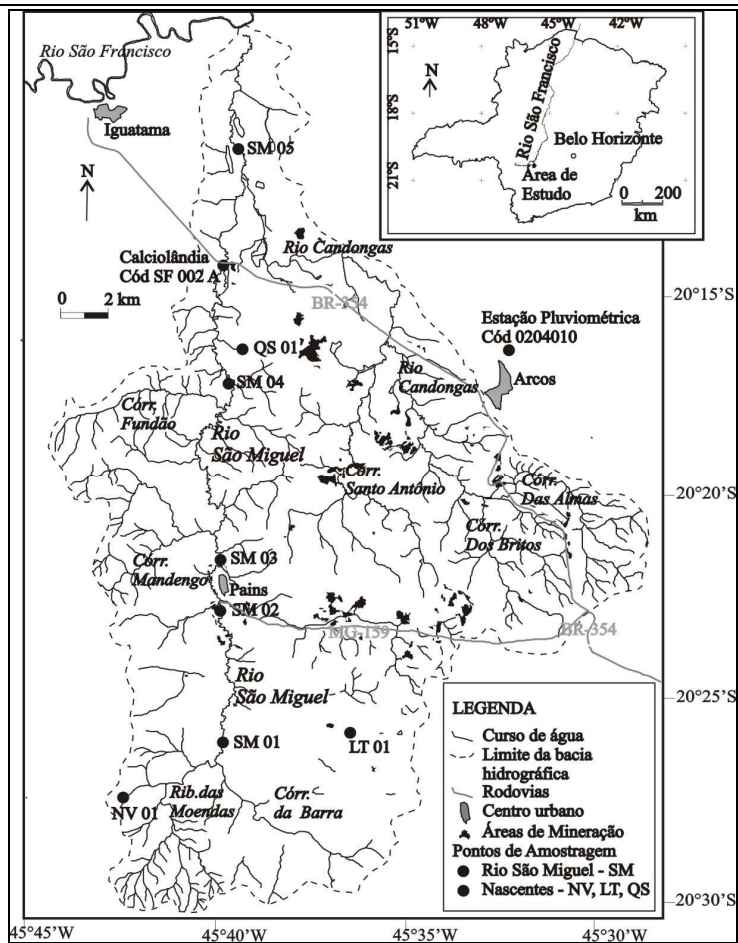 Rio São Francisco
N
Iguatama
SM 05
N
Rio Candongas
Calciolândia
Cód SF 002 A
0 2 km
BR-354
QS 01
SM 04
Estação Pluviométrica
Cód 0204010
Arcos
Rio
Candongas
Córr.
Fundão
Rio
São Miguel
Córr.
Santo Antônio
Córr.
Das Almas
Córr.
Dos Britos
SM 03
Córr.
Mandengo
Pains
SM 02
MG-159
BR-354
Rio
São Miguel
SM 01
LT 01
NV 01
Rib.das
Moendas
Córr.
da Barra
51°W 48°W 45°W 42°W
15°S
18°S
21°S
N
Rio São Francisco
Belo Horizonte
Área de
Estudo
0 200
km
20°15'S
20°20'S
20°25'S
20°30'S
LEGENDA
Curso de água
Limite da bacia
hidrográfica
Rodovias
Centro urbano
Áreas de Mineração
Pontos de Amostragem
Rio São Miguel - SM
Nascentes - NV, LT, QS
45°45'W 45°40'W 45°35'W 45°30'W